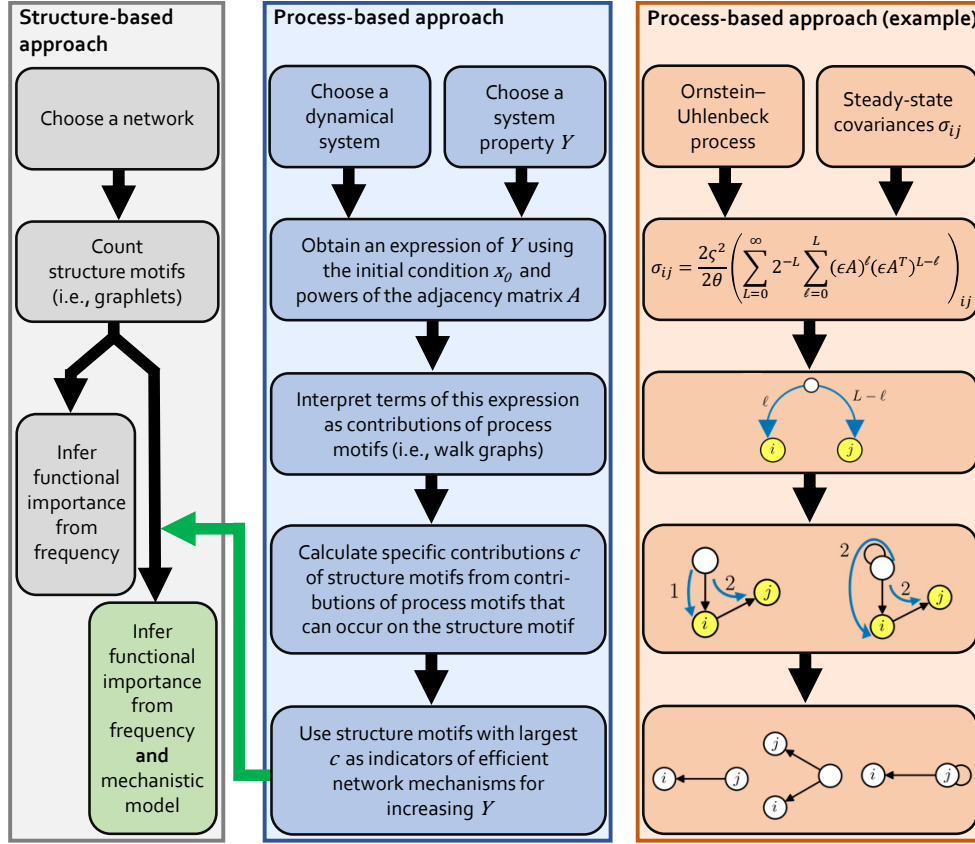 Structure-based
approach
Choose a network
Count
structure motifs
(i.e., graphlets)
Infer
functional
importance
from
frequency
Infer
functional
importance
from
frequency
and
mechanistic
model
Process-based approach
Choose a
dynamical
system
Choose a
system
property Y
Obtain an expression of Y using
the initial condition x₀ and
powers of the adjacency matrix A
Interpret terms of this expression
as contributions of process
motifs (i.e., walk graphs)
Calculate specific contributions c
of structure motifs from contri-
butions of process motifs that
can occur on the structure motif
Use structure motifs with largest
c as indicators of efficient
network mechanisms for
increasing Y
Process-based approach (example)
Ornstein–
Uhlenbeck
process
Steady-state
covariances σᵢⱼ
σᵢⱼ = 2ς²/2θ (∑_{L=0}^{∞} 2^{-L} ∑_{ℓ=0}^{L} (ϵA)^ℓ (ϵA^T)^{L−ℓ})_{ij}
ℓ L − ℓ
i j
1 2 j
i
2 2 j
i
i j
j
i
i j